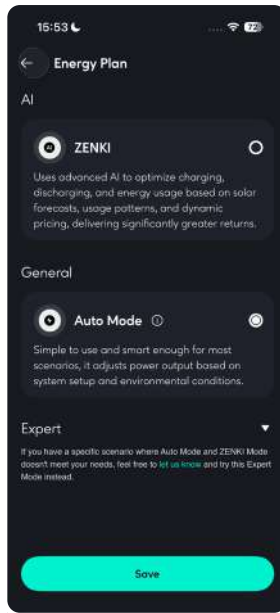 15:53
72
Energy Plan
AI
AI
ZENKI
Uses advanced AI to optimize charging,
discharging, and energy usage based on solar
forecasts, usage patterns, and dynamic
pricing, delivering significantly greater returns.
General
Auto Mode
Simple to use and smart enough for most
scenarios, it adjusts power output based on
system setup and environmental conditions.
Expert
If you have a specific scenario where Auto Mode and ZENKI Mode
doesn't meet your needs, feel free to let us know and try this Expert
Mode instead.
Save